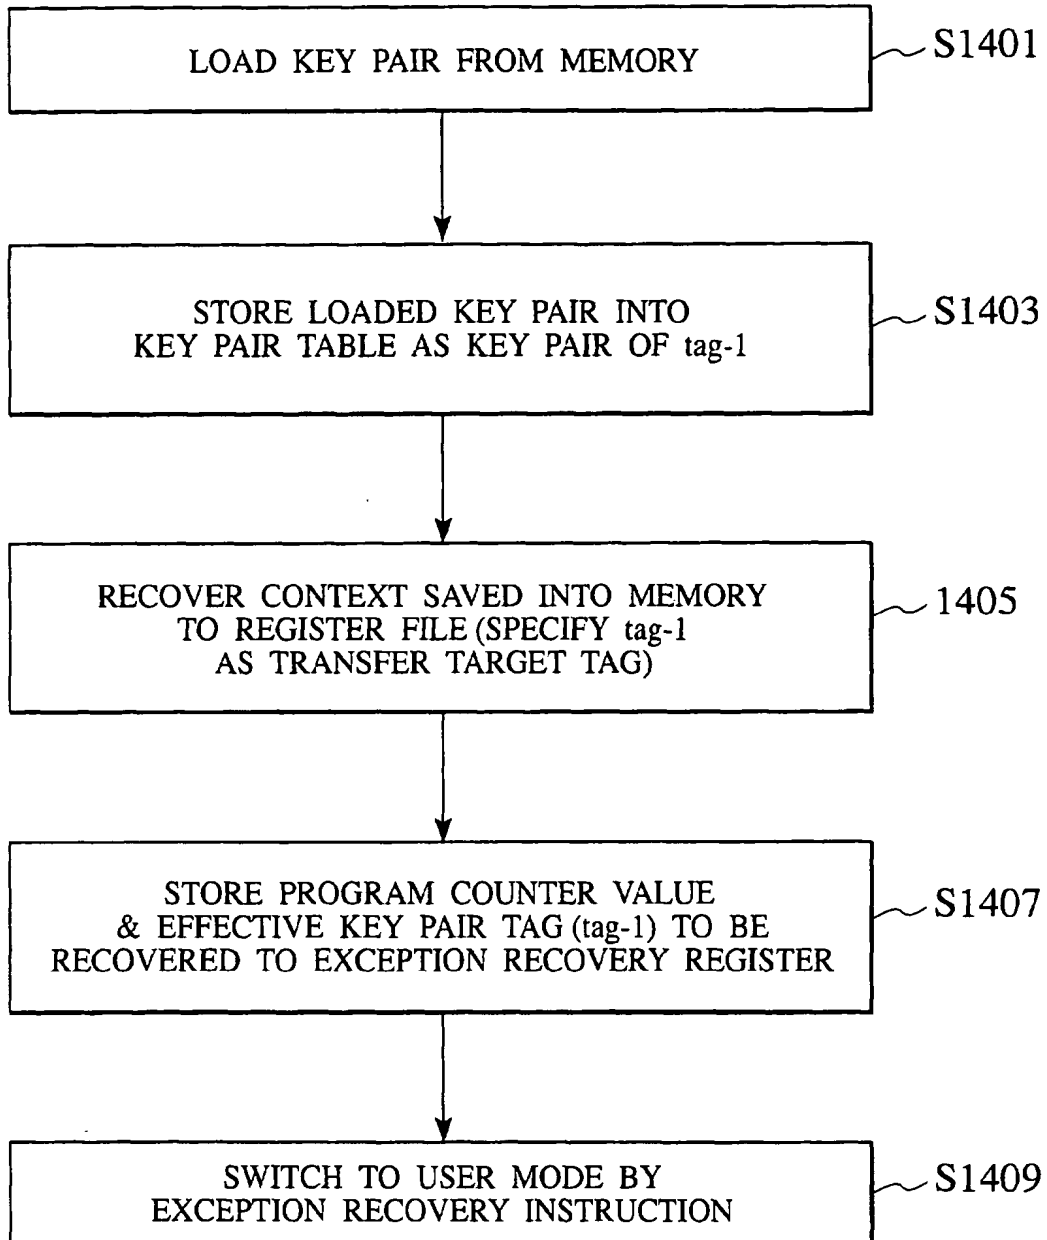 LOAD KEY PAIR FROM MEMORY
S1401
STORE LOADED KEY PAIR INTO
KEY PAIR TABLE AS KEY PAIR OF tag-1
S1403
RECOVER CONTEXT SAVED INTO MEMORY
TO REGISTER FILE (SPECIFY tag-1
AS TRANSFER TARGET TAG)
1405
STORE PROGRAM COUNTER VALUE
& EFFECTIVE KEY PAIR TAG (tag-1) TO BE
RECOVERED TO EXCEPTION RECOVERY REGISTER
S1407
SWITCH TO USER MODE BY
EXCEPTION RECOVERY INSTRUCTION
S1409